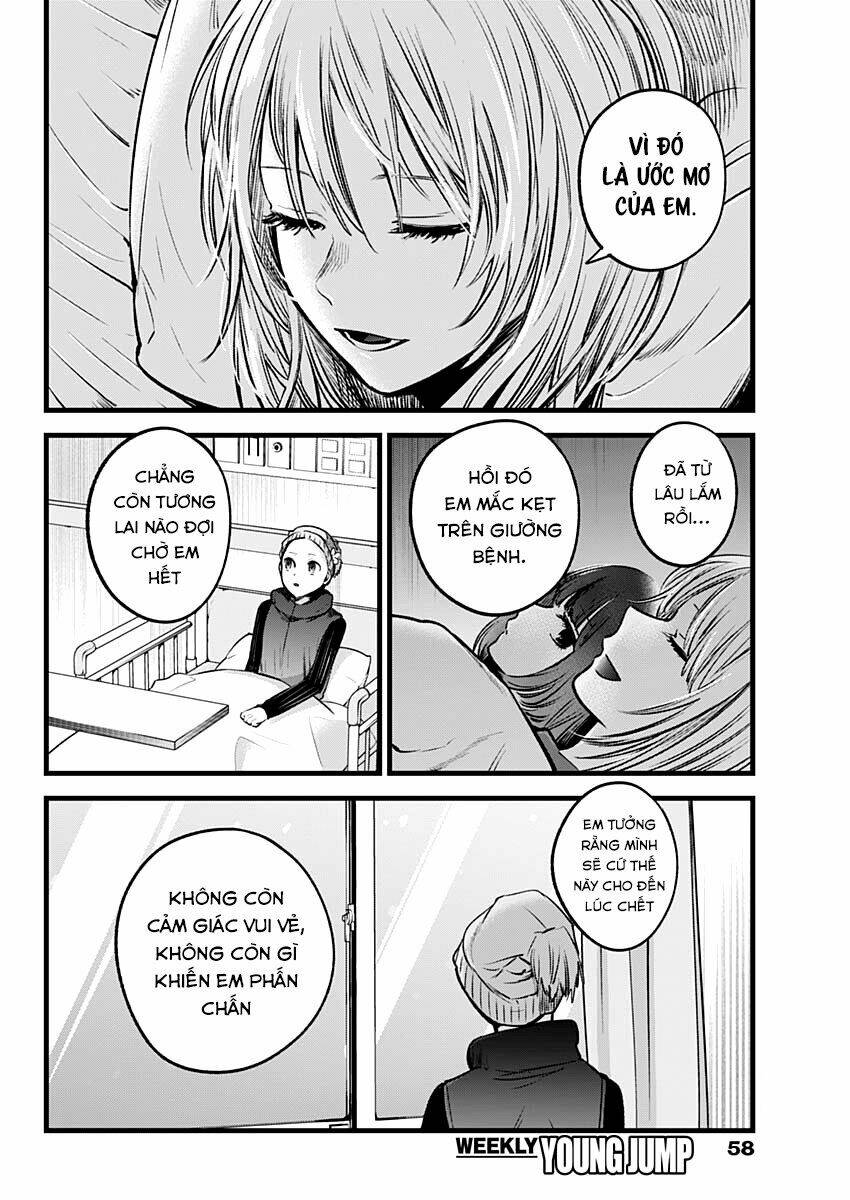 VÌ ĐÓ
LÀ ƯỚC MƠ
CỦA EM.
ĐÃ TỪ
LÂU LẮM
RỒI...
HỒI ĐÓ
EM MẮC KẸT
TRÊN GIƯỜNG
BỆNH.
CHẲNG
CÒN TƯƠNG
LAI NÀO ĐỢI
CHỜ EM
HẾT
EM TƯỞNG
RẰNG MÌNH
SẼ CỨ THẾ
NÀY CHO ĐẾN
LÚC CHẾT
KHÔNG CÒN
CẢM GIÁC VUI VẺ,
KHÔNG CÒN GÌ
KHIẾN EM PHẤN
CHẤN
WEEKLY YOUNG JUMP 58